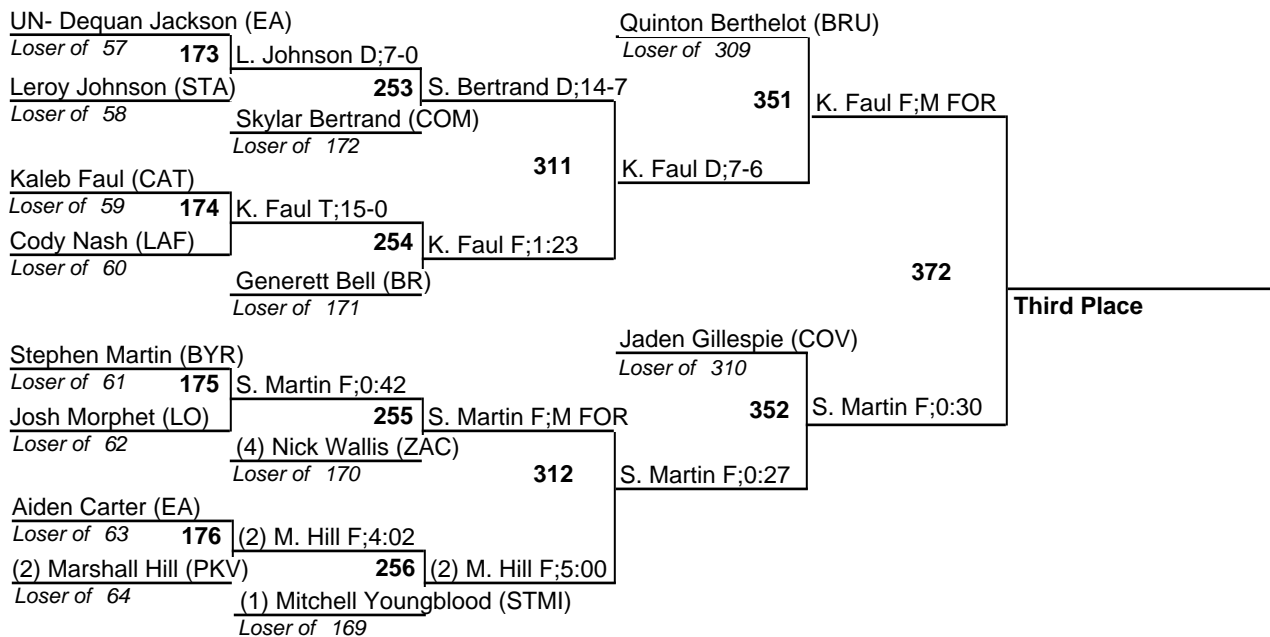 UN- Dequan Jackson (EA)
Loser of 57
173
L. Johnson D;7-0
Leroy Johnson (STA)
Loser of 58
253
S. Bertrand D;14-7
Skylar Bertrand (COM)
Loser of 172
Kaleb Faul (CAT)
Loser of 59
174
K. Faul T;15-0
Cody Nash (LAF)
Loser of 60
254
K. Faul F;1:23
Generett Bell (BR)
Loser of 171
311
K. Faul D;7-6
Quinton Berthelot (BRU)
Loser of 309
351
K. Faul F;M FOR
Stephen Martin (BYR)
Loser of 61
175
S. Martin F;0:42
Josh Morphet (LO)
Loser of 62
255
S. Martin F;M FOR
(4) Nick Wallis (ZAC)
Loser of 170
Aiden Carter (EA)
Loser of 63
176
(2) M. Hill F;4:02
(2) Marshall Hill (PKV)
Loser of 64
256
(2) M. Hill F;5:00
(1) Mitchell Youngblood (STMI)
Loser of 169
312
S. Martin F;0:27
Jaden Gillespie (COV)
Loser of 310
352
S. Martin F;0:30
372
Third Place